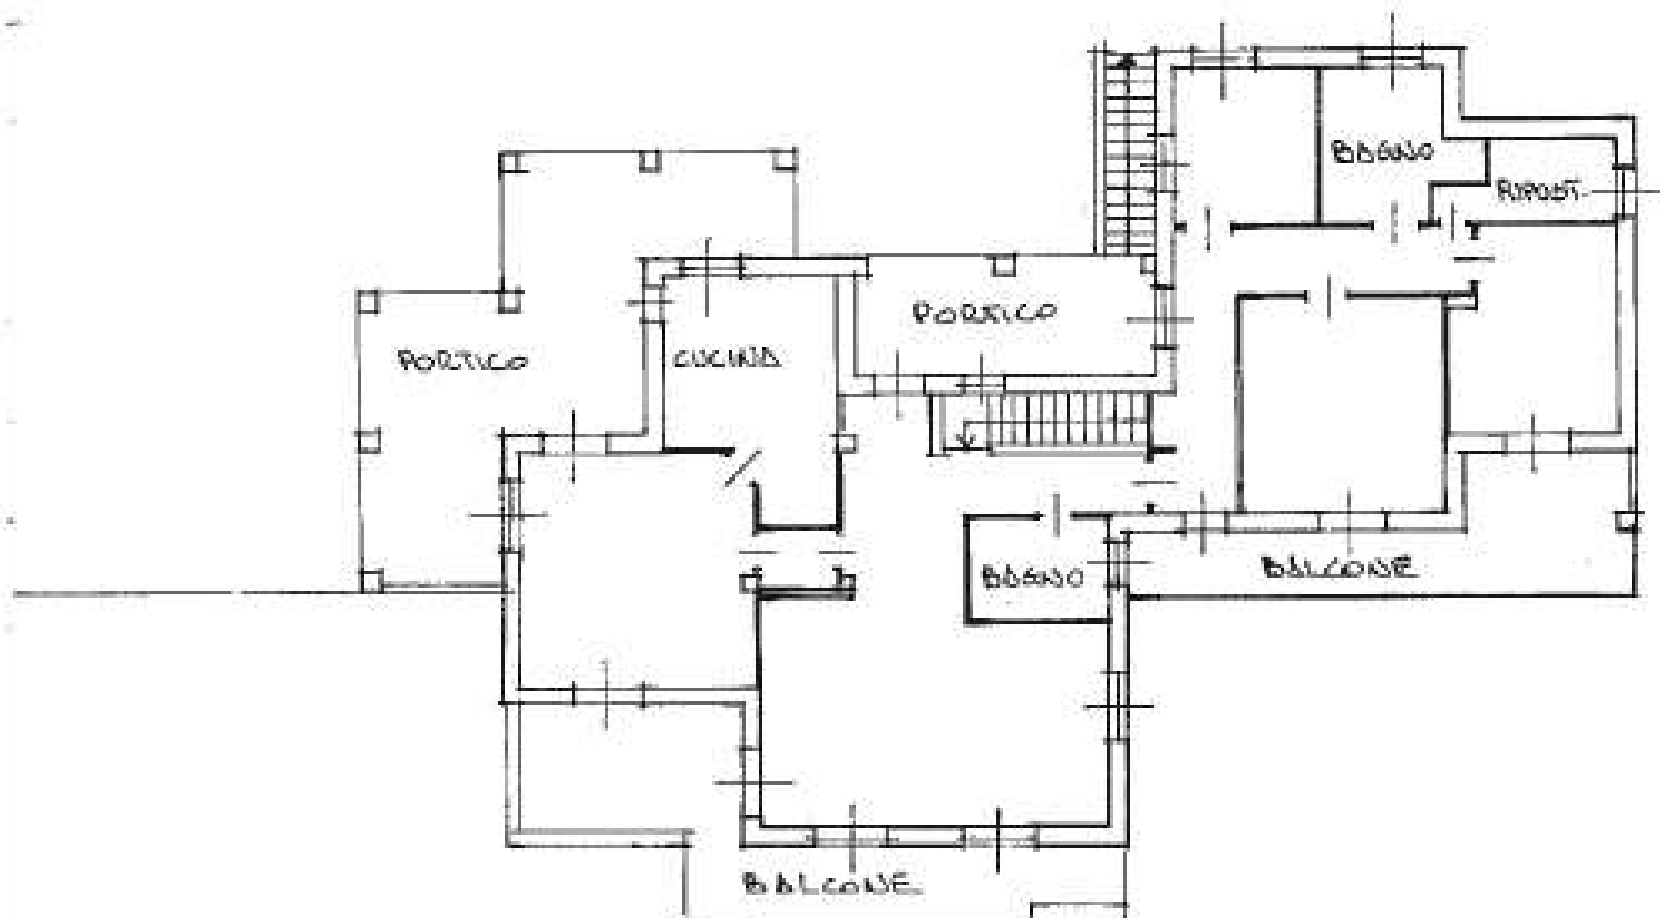 BAGNO
RIPOST.
PORTICO
PORTICO
CUCINA
BAGNO
BALCONE
BALCONE